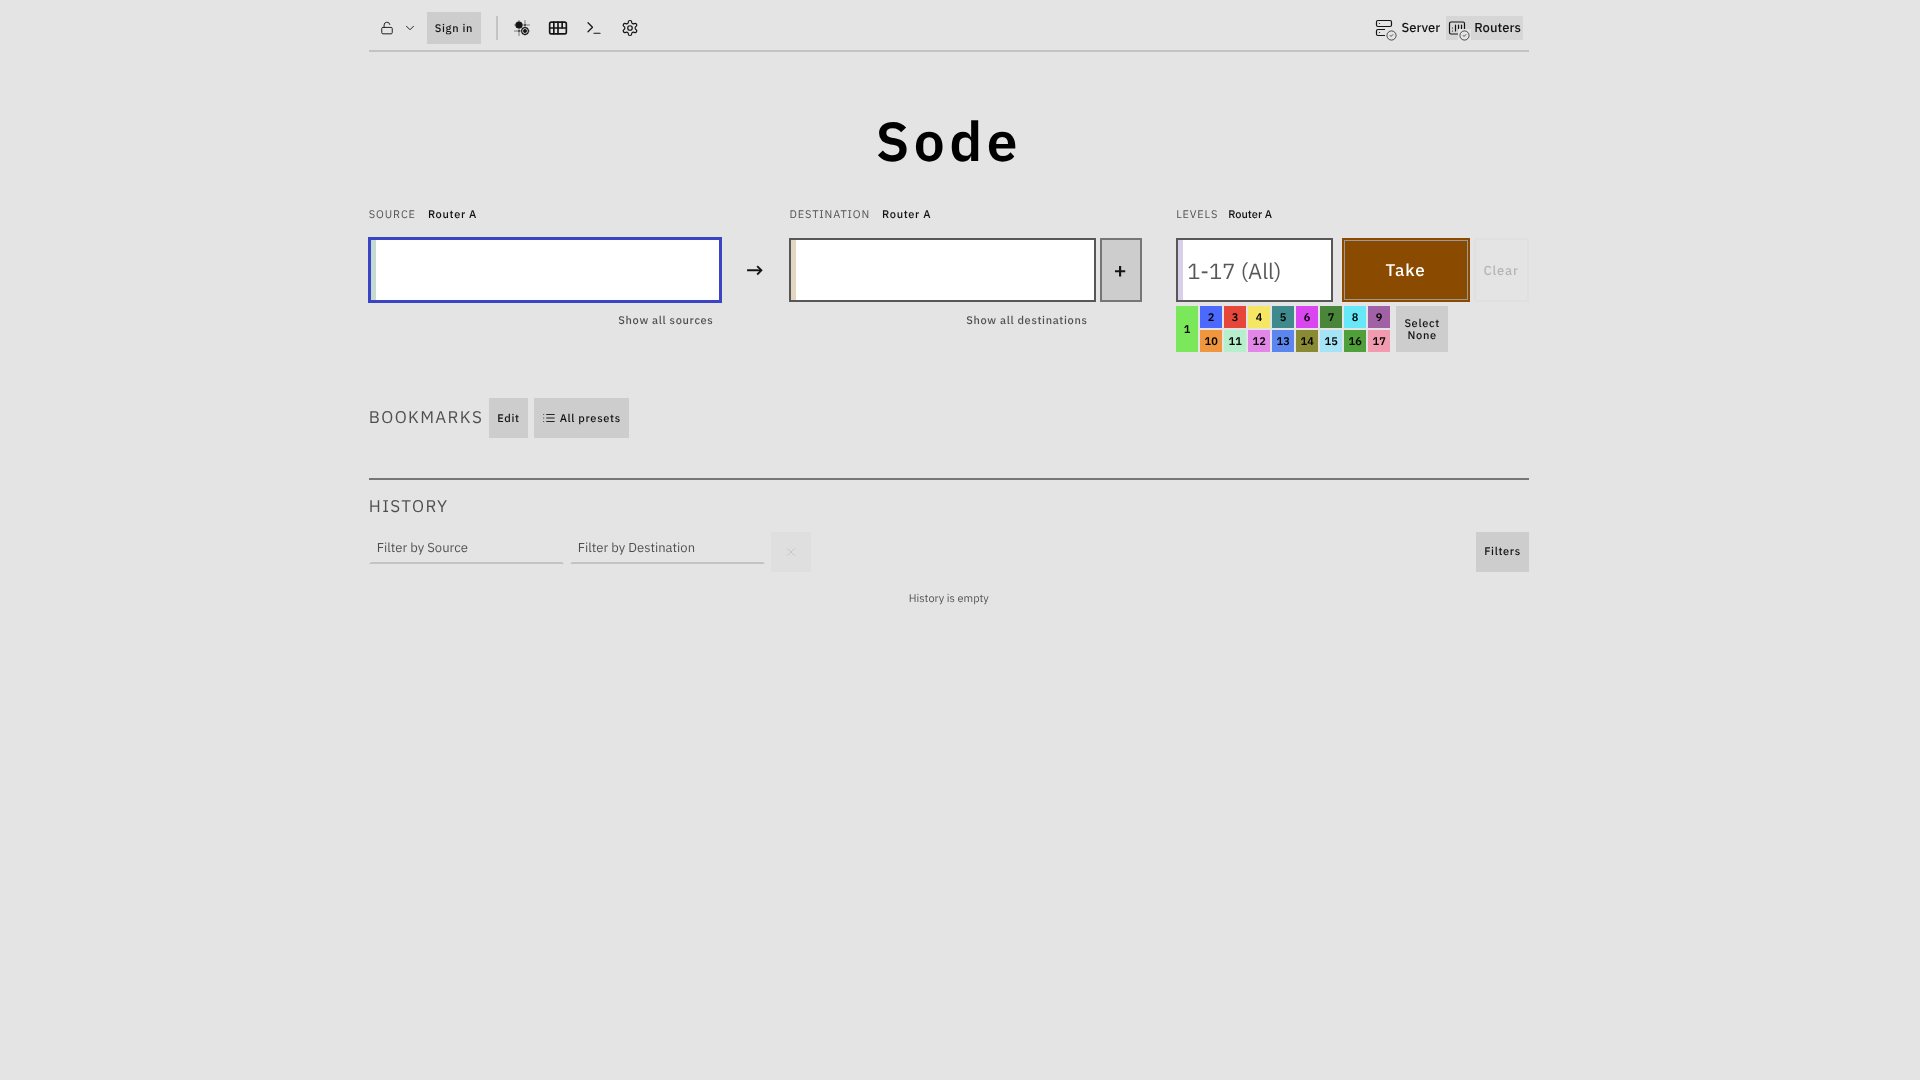 Sign in
Server
Routers
Sode
SOURCE Router A
DESTINATION Router A
LEVELS Router A
→
+
1-17 (All)
Take
Clear
Show all sources
Show all destinations
1
2 3 4 5 6 7 8 9
10 11 12 13 14 15 16 17
Select
None
BOOKMARKS
Edit
All presets
HISTORY
Filter by Source
Filter by Destination
Filters
History is empty